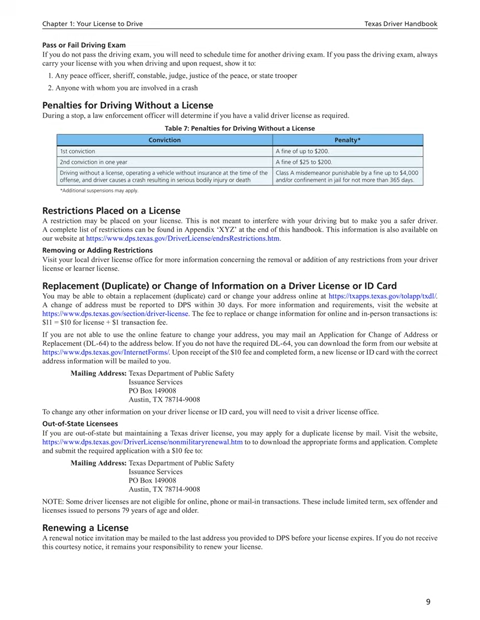 Chapter 1: Your License to Drive
Texas Driver Handbook
Pass or Fail Driving Exam
If you do not pass the driving exam, you will need to schedule time for another driving exam. If you pass the driving exam, always
carry your license with you when driving and upon request, show it to:
1. Any peace officer, sheriff, constable, judge, justice of the peace, or state trooper
2. Anyone with whom you are involved in a crash
Penalties for Driving Without a License
During a stop, a law enforcement officer will determine if you have a valid driver license as required.
Table 7: Penalties for Driving Without a License
Conviction
Penalty*
1st conviction
A fine of up to $200.
2nd conviction in one year
A fine of $25 to $200.
Driving without a license, operating a vehicle without insurance at the time of the
offense, and driver causes a crash resulting in serious bodily injury or death
Class A misdemeanor punishable by a fine up to $4,000
and/or confinement in jail for not more than 365 days.
*Additional suspensions may apply.
Restrictions Placed on a License
A restriction may be placed on your license. This is not meant to interfere with your driving but to make you a safer driver.
A complete list of restrictions can be found in Appendix ‘XYZ’ at the end of this handbook. This information is also available on
our website at https://www.dps.texas.gov/DriverLicense/endrsRestrictions.htm.
Removing or Adding Restrictions
Visit your local driver license office for more information concerning the removal or addition of any restrictions from your driver
license or learner license.
Replacement (Duplicate) or Change of Information on a Driver License or ID Card
You may be able to obtain a replacement (duplicate) card or change your address online at https://txapps.texas.gov/tolapp/txdl/.
A change of address must be reported to DPS within 30 days. For more information and requirements, visit the website at
https://www.dps.texas.gov/section/driver-license. The fee to replace or change information for online and in-person transactions is:
$11 = $10 for license + $1 transaction fee.
If you are not able to use the online feature to change your address, you may mail an Application for Change of Address or
Replacement (DL-64) to the address below. If you do not have the required DL-64, you can download the form from our website at
https://www.dps.texas.gov/InternetForms/. Upon receipt of the $10 fee and completed form, a new license or ID card with the correct
address information will be mailed to you.
Mailing Address: Texas Department of Public Safety
Issuance Services
PO Box 149008
Austin, TX 78714-9008
To change any other information on your driver license or ID card, you will need to visit a driver license office.
Out-of-State Licensees
If you are out-of-state but maintaining a Texas driver license, you may apply for a duplicate license by mail. Visit the website,
https://www.dps.texas.gov/DriverLicense/nonmilitaryrenewal.htm to to download the appropriate forms and application. Complete
and submit the required application with a $10 fee to:
Mailing Address: Texas Department of Public Safety
Issuance Services
PO Box 149008
Austin, TX 78714-9008
NOTE: Some driver licenses are not eligible for online, phone or mail-in transactions. These include limited term, sex offender and
licenses issued to persons 79 years of age and older.
Renewing a License
A renewal notice invitation may be mailed to the last address you provided to DPS before your license expires. If you do not receive
this courtesy notice, it remains your responsibility to renew your license.
9